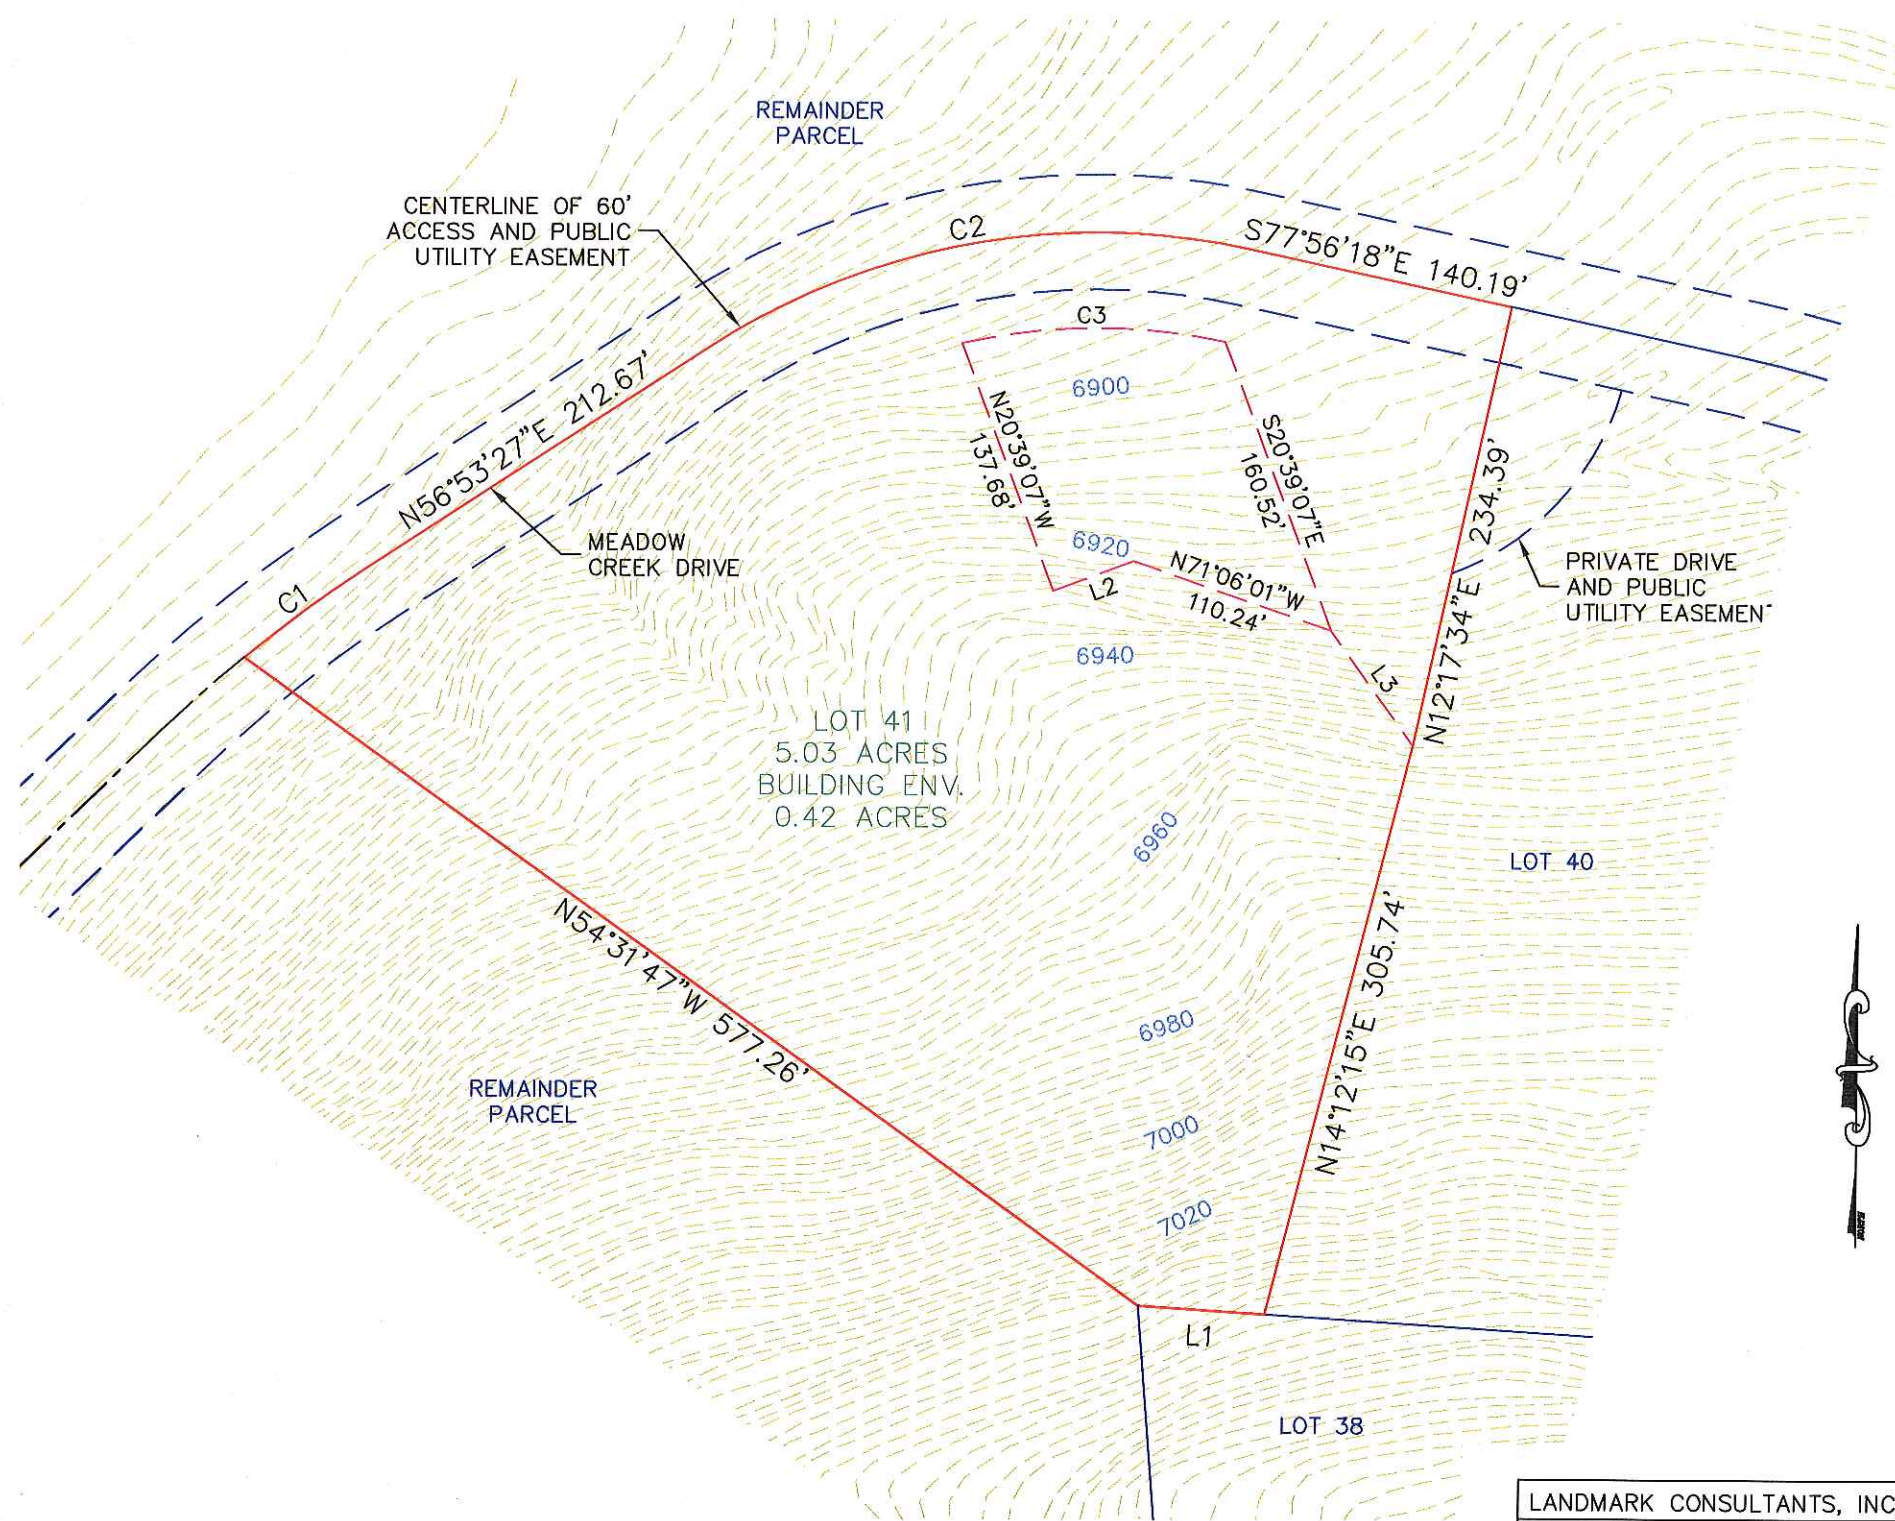 REMAINDER
PARCEL
CENTERLINE OF 60'
ACCESS AND PUBLIC
UTILITY EASEMENT
C2
S77°56'18"E 140.19'
C3
N56°53'27"E 212.67'
6900
N20°39'07"W
137.68'
S20°39'07"E
160.52'
234.39'
MEADOW
CREEK DRIVE
6920
L2
N71°06'01"W
110.24'
PRIVATE DRIVE
AND PUBLIC
UTILITY EASEMEN
C1
6940
L3
N12°17'34"E
LOT 41
5.03 ACRES
BUILDING ENV.
0.42 ACRES
6960
LOT 40
N54°31'47"W 577.26'
N14°12'15"E 305.74'
6980
REMAINDER
PARCEL
7000
7020
L1
LOT 38
LANDMARK CONSULTANTS, INC